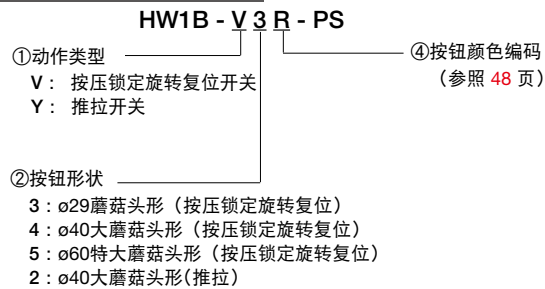 HW1B - V 3 R - PS
①动作类型
V： 按压锁定旋转复位开关
Y： 推拉开关
④按钮颜色编码
（参照 48 页）
②按钮形状
3：ø29蘑菇头形（按压锁定旋转复位）
4：ø40大蘑菇头形（按压锁定旋转复位）
5：ø60特大蘑菇头形（按压锁定旋转复位）
2：ø40大蘑菇头形(推拉）